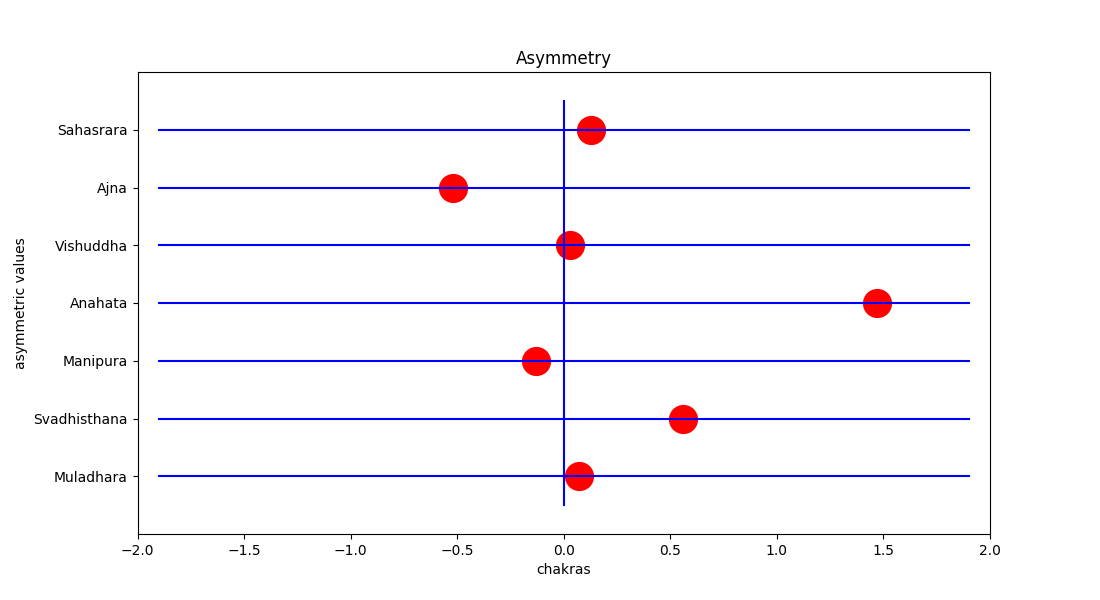 Asymmetry
Sahasrara
Ajna
Vishuddha
Anahata
Manipura
Svadhisthana
Muladhara
asymmetric values
−2.0 −1.5 −1.0 −0.5 0.0 0.5 1.0 1.5 2.0
chakras